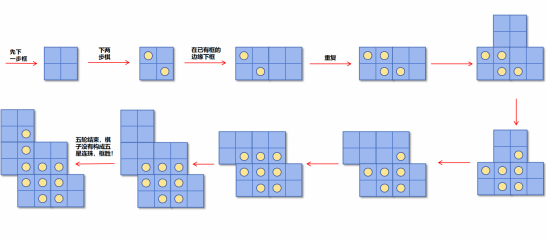 先下
一步框
下两
步棋
在已有框的
边缘下框
重复
五轮结束，棋
子没有构成五
星连珠，框胜！